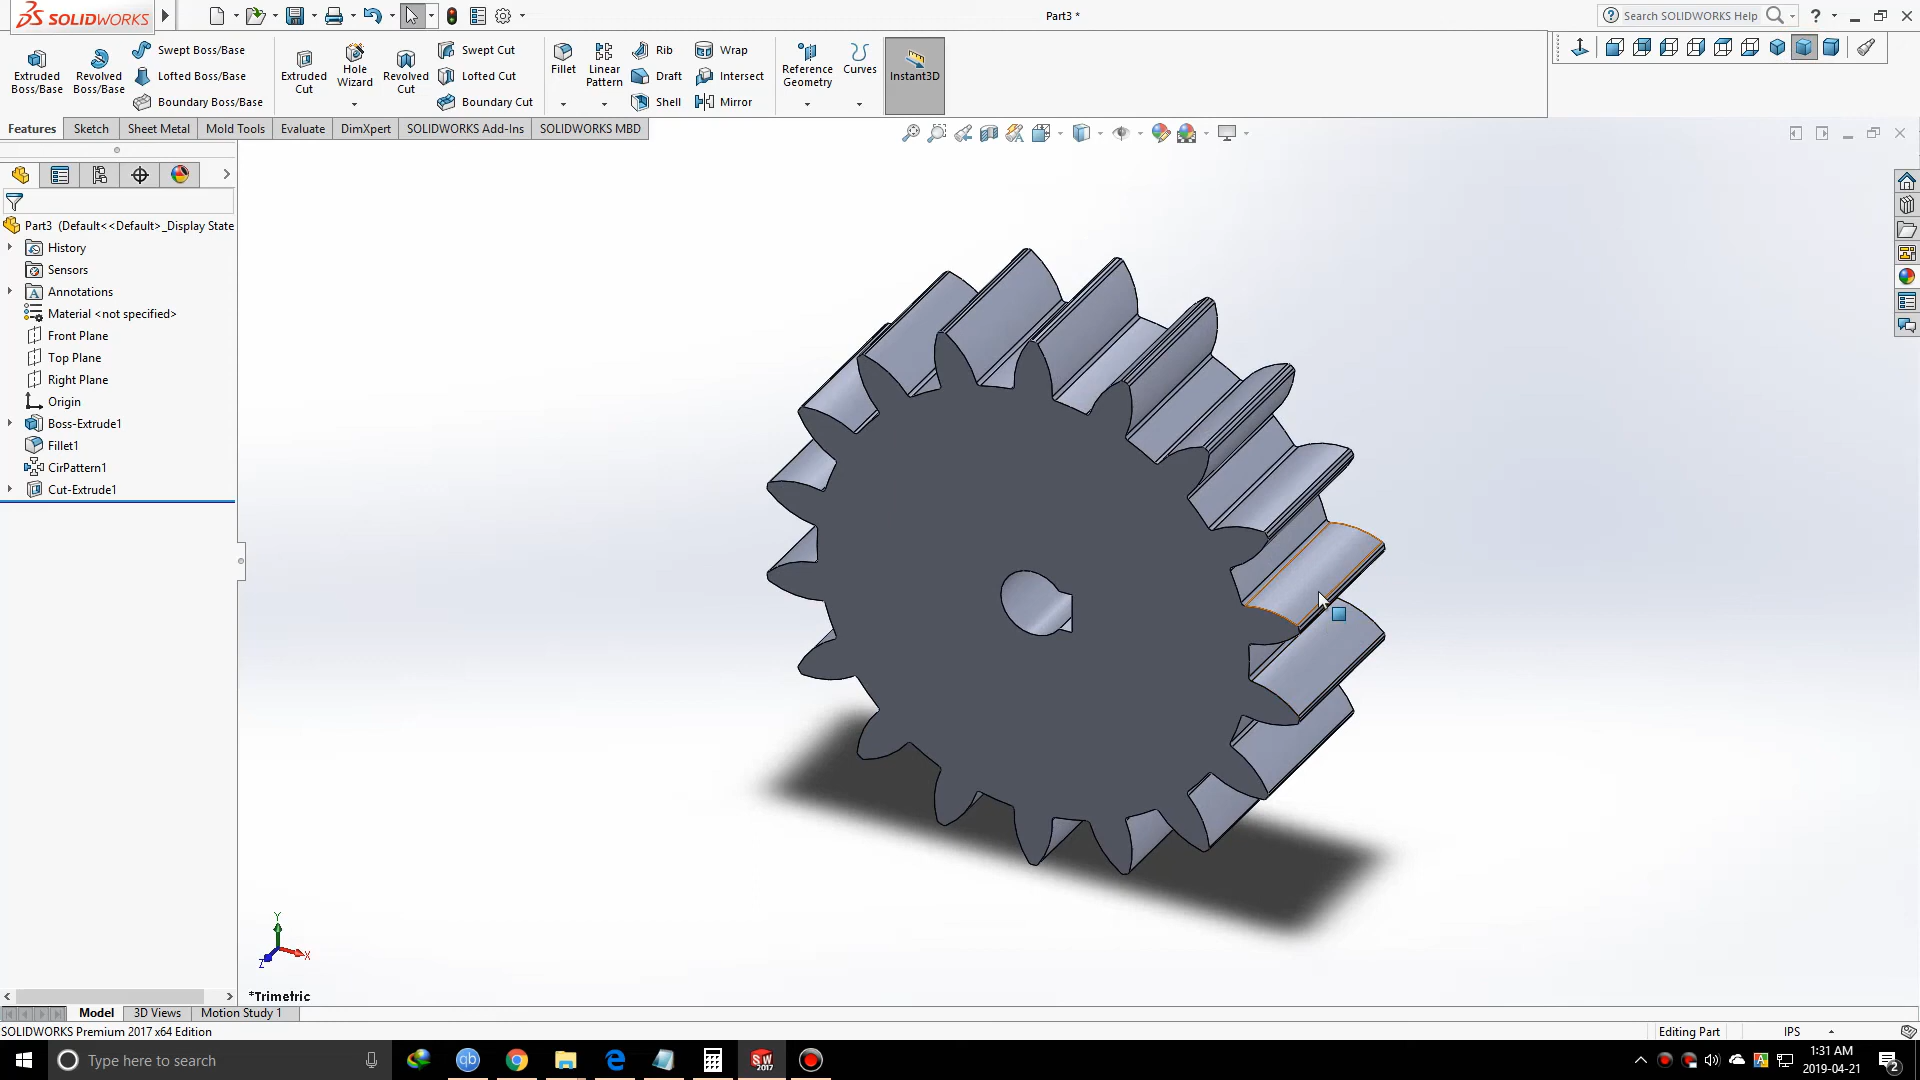 SOLIDWORKS
Part3 *
Search SOLIDWORKS Help
?
Extruded Boss/Base
Revolved Boss/Base
Swept Boss/Base
Lofted Boss/Base
Boundary Boss/Base
Extruded Cut
Hole Wizard
Revolved Cut
Swept Cut
Lofted Cut
Boundary Cut
Fillet
Linear Pattern
Rib
Draft
Shell
Wrap
Intersect
Mirror
Reference Geometry
Curves
Instant3D
Features
Sketch
Sheet Metal
Mold Tools
Evaluate
DimXpert
SOLIDWORKS Add-Ins
SOLIDWORKS MBD
Part3 (Default<<Default>_Display State
History
Sensors
Annotations
Material <not specified>
Front Plane
Top Plane
Right Plane
Origin
Boss-Extrude1
Fillet1
CirPattern1
Cut-Extrude1
Y
X
Z
*Trimetric
Model
3D Views
Motion Study 1
SOLIDWORKS Premium 2017 x64 Edition
Editing Part
IPS
Type here to search
1:31 AM
2019-04-21
2